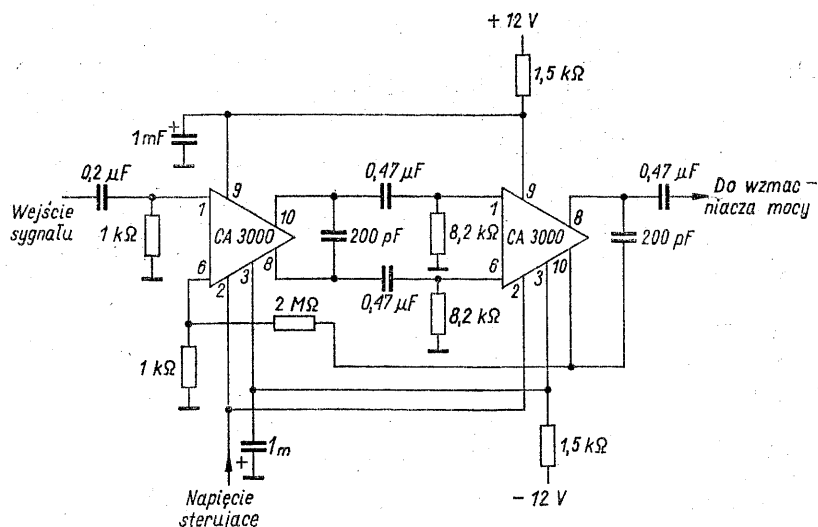 + 12 V
1,5 kΩ
1mF
+
0,2 μF
9
0,47 μF
9
0,47 μF
Wejście
sygnału
1
10
1
8
Do wzmac-
niacza mocy
1 kΩ
CA 3000
200 pF
8,2 kΩ
CA 3000
200 pF
6
3
8
6
3
10
2
0,47 μF
2
2 MΩ
8,2 kΩ
1 kΩ
1m
+
1,5 kΩ
Napięcie
sterujące
- 12 V